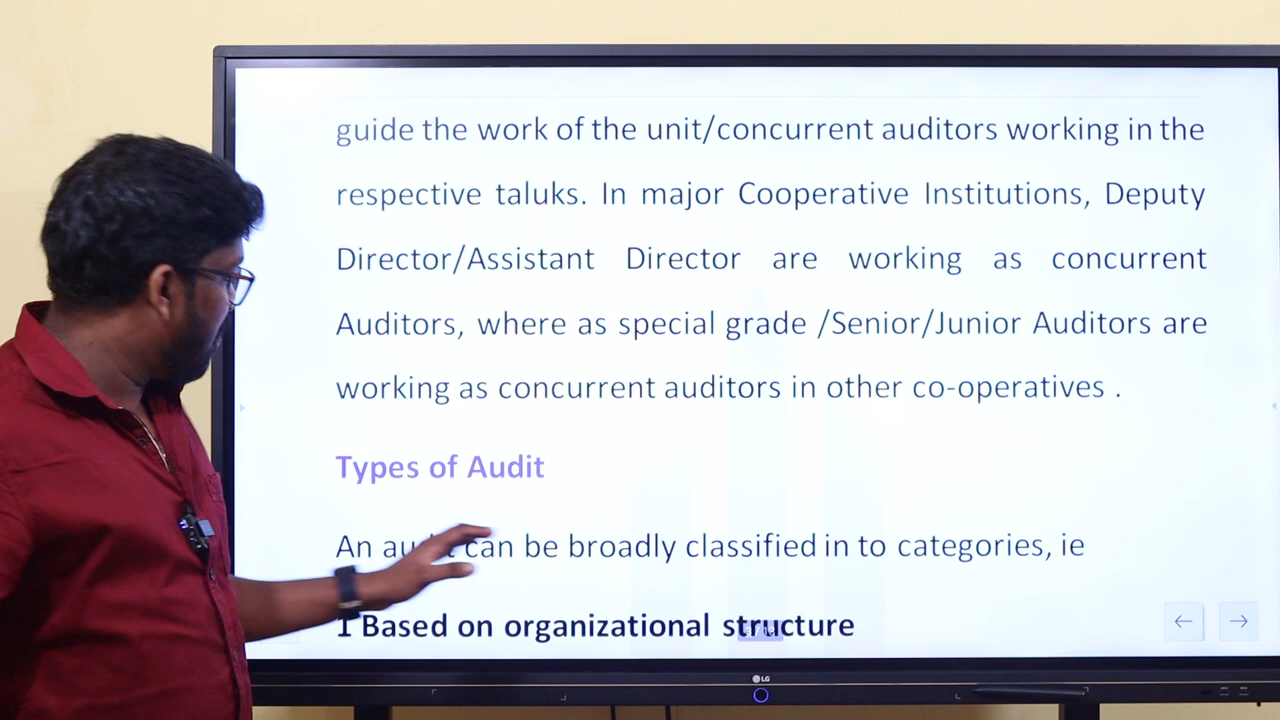 guide the work of the unit/concurrent auditors working in the
respective taluks. In major Cooperative Institutions, Deputy
Director/Assistant Director are working as concurrent
Auditors, where as special grade /Senior/Junior Auditors are
working as concurrent auditors in other co-operatives .
Types of Audit
An audit can be broadly classified in to categories, ie
1 Based on organizational structure
LG